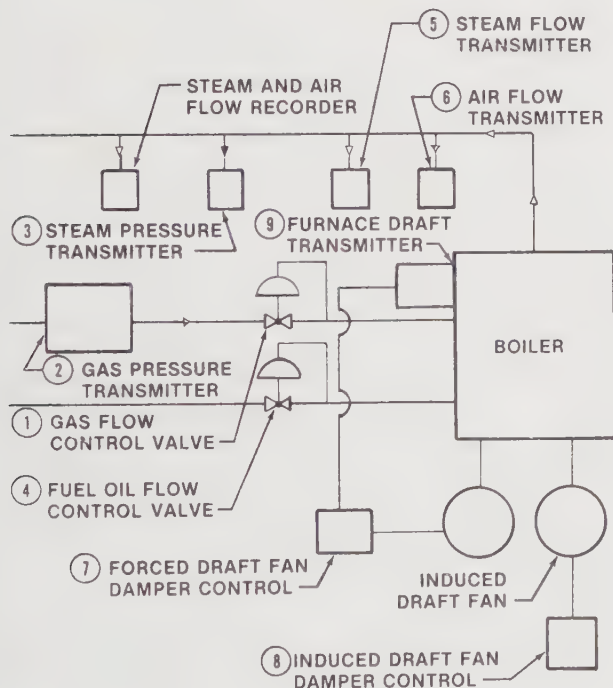 5 STEAM FLOW
TRANSMITTER
STEAM AND AIR
FLOW RECORDER
6 AIR FLOW
TRANSMITTER
3 STEAM PRESSURE
TRANSMITTER
9 FURNACE DRAFT
TRANSMITTER
BOILER
2 GAS PRESSURE
TRANSMITTER
1 GAS FLOW
CONTROL VALVE
4 FUEL OIL FLOW
CONTROL VALVE
7 FORCED DRAFT FAN
DAMPER CONTROL
INDUCED
DRAFT FAN
8 INDUCED DRAFT FAN
DAMPER CONTROL